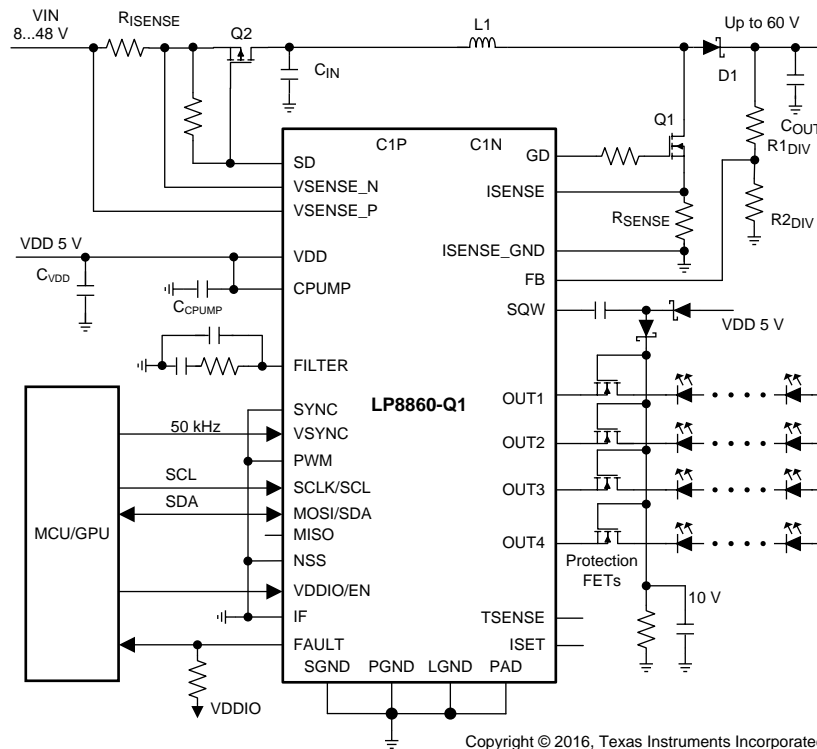 VIN
8...48 V
RISENSE
Q2
CIN
L1
D1
Up to 60 V
COUT
R1DIV
R2DIV
Q1
C1P
C1N
SD
VSENSE_N
VSENSE_P
GD
ISENSE
RSENSE
ISENSE_GND
FB
VDD 5 V
CVDD
VDD
CPUMP
CCPUMP
SQW
VDD 5 V
FILTER
LP8860-Q1
OUT1
OUT2
OUT3
OUT4
Protection
FETs
SYNC
50 kHz
VSYNC
PWM
SCL
SCLK/SCL
SDA
MOSI/SDA
MISO
MCU/GPU
NSS
VDDIO/EN
IF
FAULT
10 V
TSENSE
ISET
SGND
PGND
LGND
PAD
VDDIO
Copyright © 2016, Texas Instruments Incorporated